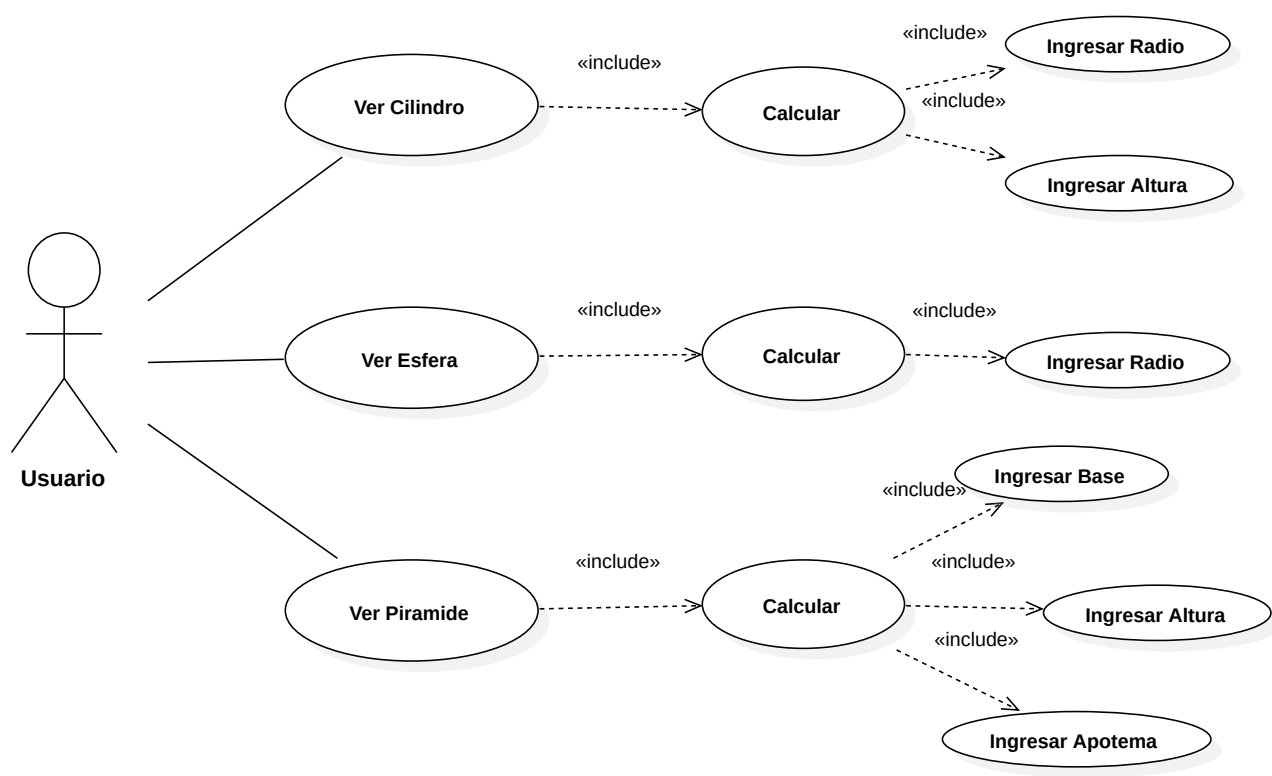 «include»
Ingresar Radio
«include»
Ver Cilindro
Calcular
«include»
Ingresar Altura
«include»
«include»
Ver Esfera
Calcular
Ingresar Radio
Usuario
Ingresar Base
«include»
«include»
«include»
Ver Piramide
Calcular
Ingresar Altura
«include»
Ingresar Apotema